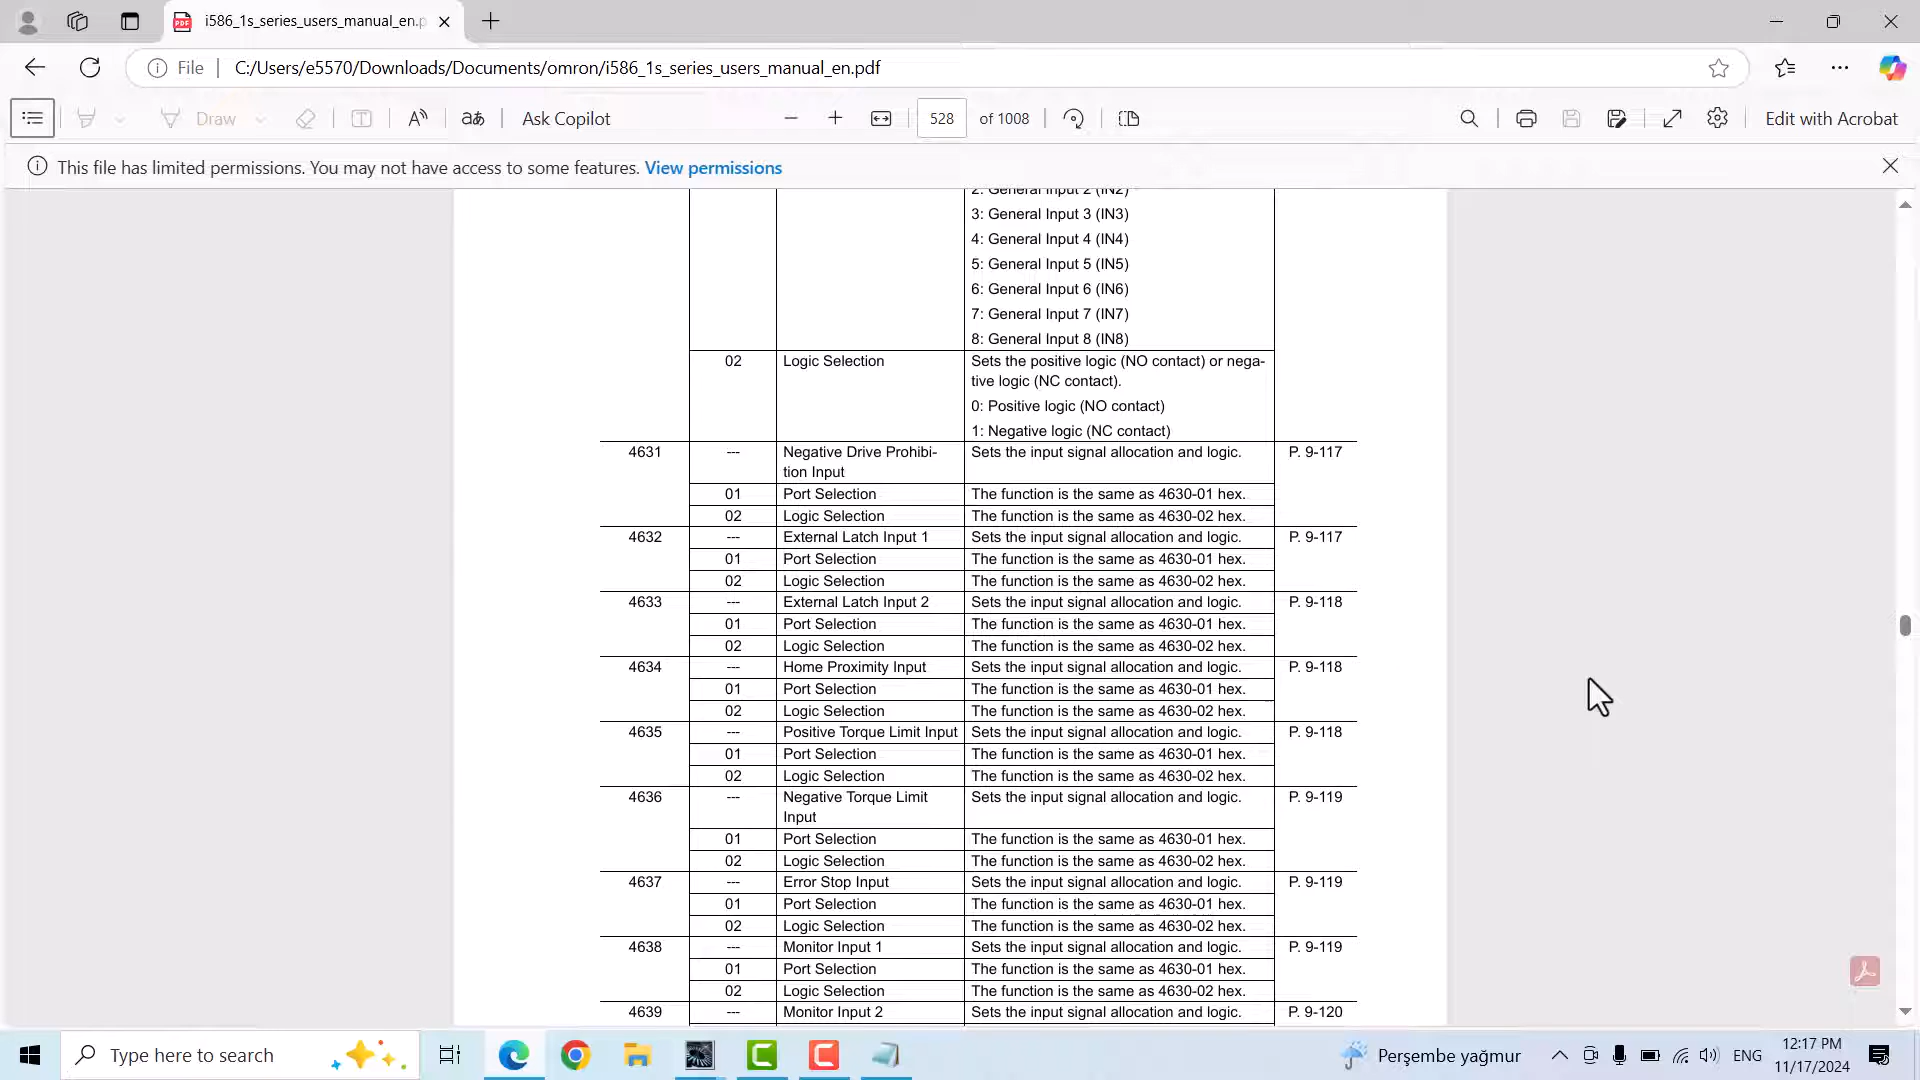 i586_1s_series_users_manual_en.p
File
C:/Users/e5570/Downloads/Documents/omron/i586_1s_series_users_manual_en.pdf
Draw
Ask Copilot
528
of 1008
Edit with Acrobat
This file has limited permissions. You may not have access to some features. View permissions
2: General Input 2 (IN2)
3: General Input 3 (IN3)
4: General Input 4 (IN4)
5: General Input 5 (IN5)
6: General Input 6 (IN6)
7: General Input 7 (IN7)
8: General Input 8 (IN8)
02 Logic Selection Sets the positive logic (NO contact) or nega-
tive logic (NC contact).
0: Positive logic (NO contact)
1: Negative logic (NC contact)
4631 --- Negative Drive Prohibi- Sets the input signal allocation and logic. P. 9-117
tion Input
01 Port Selection The function is the same as 4630-01 hex.
02 Logic Selection The function is the same as 4630-02 hex.
4632 --- External Latch Input 1 Sets the input signal allocation and logic. P. 9-117
01 Port Selection The function is the same as 4630-01 hex.
02 Logic Selection The function is the same as 4630-02 hex.
4633 --- External Latch Input 2 Sets the input signal allocation and logic. P. 9-118
01 Port Selection The function is the same as 4630-01 hex.
02 Logic Selection The function is the same as 4630-02 hex.
4634 --- Home Proximity Input Sets the input signal allocation and logic. P. 9-118
01 Port Selection The function is the same as 4630-01 hex.
02 Logic Selection The function is the same as 4630-02 hex.
4635 --- Positive Torque Limit Input Sets the input signal allocation and logic. P. 9-118
01 Port Selection The function is the same as 4630-01 hex.
02 Logic Selection The function is the same as 4630-02 hex.
4636 --- Negative Torque Limit Sets the input signal allocation and logic. P. 9-119
Input
01 Port Selection The function is the same as 4630-01 hex.
02 Logic Selection The function is the same as 4630-02 hex.
4637 --- Error Stop Input Sets the input signal allocation and logic. P. 9-119
01 Port Selection The function is the same as 4630-01 hex.
02 Logic Selection The function is the same as 4630-02 hex.
4638 --- Monitor Input 1 Sets the input signal allocation and logic. P. 9-119
01 Port Selection The function is the same as 4630-01 hex.
02 Logic Selection The function is the same as 4630-02 hex.
4639 --- Monitor Input 2 Sets the input signal allocation and logic. P. 9-120
Type here to search
Perşembe yağmur
ENG
12:17 PM
11/17/2024